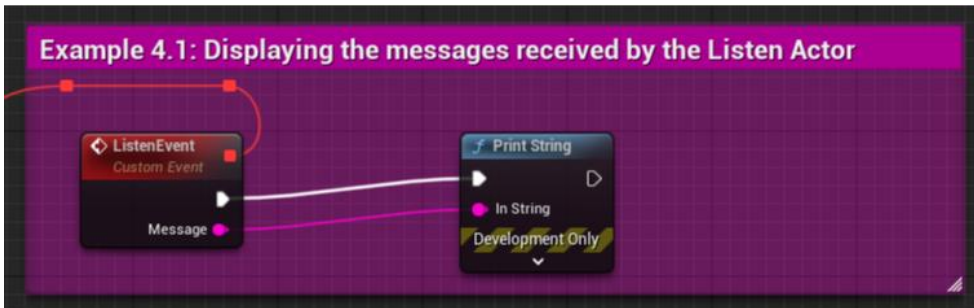 Example 4.1: Displaying the messages received by the Listen Actor
ListenEvent
Custom Event
Message
f Print String
In String
Development Only